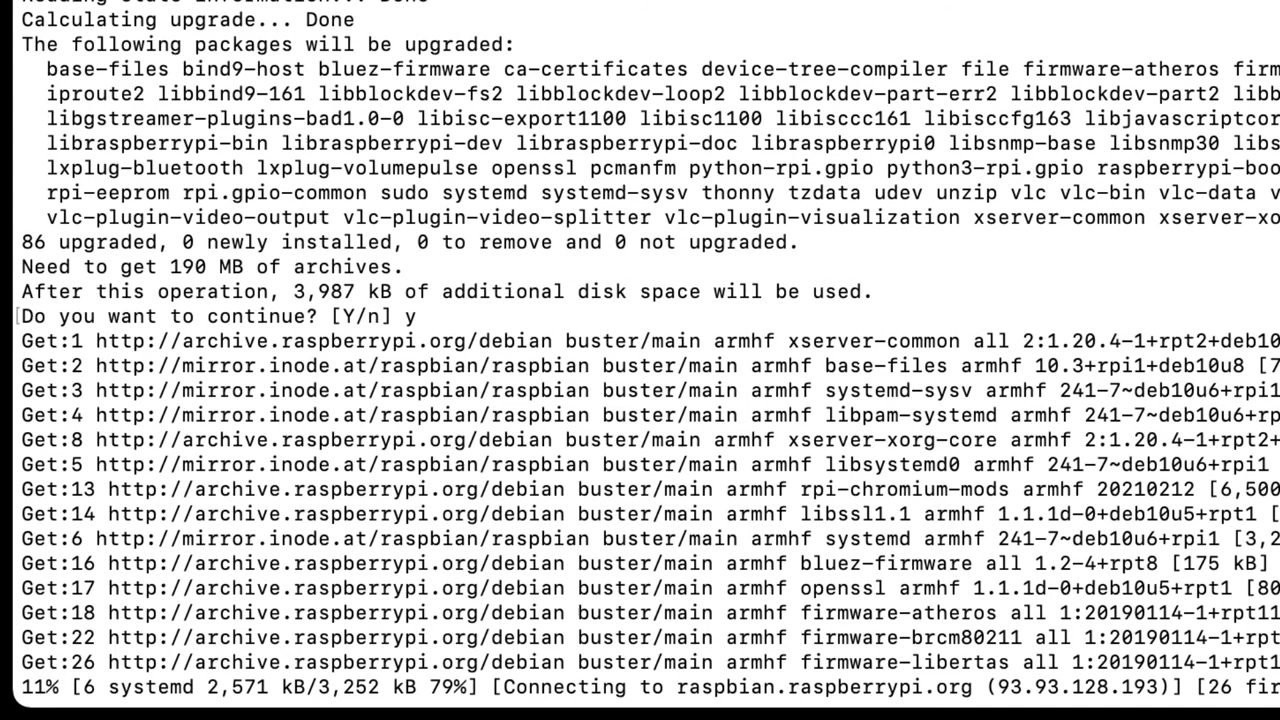 Calculating upgrade... Done
The following packages will be upgraded:
base-files bind9-host bluez-firmware ca-certificates device-tree-compiler file firmware-atheros firm
iproute2 libbind9-161 libblockdev-fs2 libblockdev-loop2 libblockdev-part-err2 libblockdev-part2 libb
libgstreamer-plugins-bad1.0-0 libisc-export1100 libisc1100 libisccc161 libisccfg163 libjavascriptcor
libraspberrypi-bin libraspberrypi-dev libraspberrypi-doc libraspberrypi0 libsnmp-base libsnmp30 libs
lxplug-bluetooth lxplug-volumepulse openssl pcmanfm python-rpi.gpio python3-rpi.gpio raspberrypi-boo
rpi-eeprom rpi.gpio-common sudo systemd systemd-sysv thonny tzdata udev unzip vlc vlc-bin vlc-data v
vlc-plugin-video-output vlc-plugin-video-splitter vlc-plugin-visualization xserver-common xserver-xo
86 upgraded, 0 newly installed, 0 to remove and 0 not upgraded.
Need to get 190 MB of archives.
After this operation, 3,987 kB of additional disk space will be used.
Do you want to continue? [Y/n] y
Get:1 http://archive.raspberrypi.org/debian buster/main armhf xserver-common all 2:1.20.4-1+rpt2+deb10
Get:2 http://mirror.inode.at/raspbian/raspbian buster/main armhf base-files armhf 10.3+rpi1+deb10u8 [7
Get:3 http://mirror.inode.at/raspbian/raspbian buster/main armhf systemd-sysv armhf 241-7~deb10u6+rpi1
Get:4 http://mirror.inode.at/raspbian/raspbian buster/main armhf libpam-systemd armhf 241-7~deb10u6+rp
Get:8 http://archive.raspberrypi.org/debian buster/main armhf xserver-xorg-core armhf 2:1.20.4-1+rpt2+
Get:5 http://mirror.inode.at/raspbian/raspbian buster/main armhf libsystemd0 armhf 241-7~deb10u6+rpi1
Get:13 http://archive.raspberrypi.org/debian buster/main armhf rpi-chromium-mods armhf 20210212 [6,500
Get:14 http://archive.raspberrypi.org/debian buster/main armhf libssl1.1 armhf 1.1.1d-0+deb10u5+rpt1 [
Get:6 http://mirror.inode.at/raspbian/raspbian buster/main armhf systemd armhf 241-7~deb10u6+rpi1 [3,2
Get:16 http://archive.raspberrypi.org/debian buster/main armhf bluez-firmware all 1.2-4+rpt8 [175 kB]
Get:17 http://archive.raspberrypi.org/debian buster/main armhf openssl armhf 1.1.1d-0+deb10u5+rpt1 [80
Get:18 http://archive.raspberrypi.org/debian buster/main armhf firmware-atheros all 1:20190114-1+rpt11
Get:22 http://archive.raspberrypi.org/debian buster/main armhf firmware-brcm80211 all 1:20190114-1+rpt
Get:26 http://archive.raspberrypi.org/debian buster/main armhf firmware-libertas all 1:20190114-1+rpt1
11% [6 systemd 2,571 kB/3,252 kB 79%] [Connecting to raspbian.raspberrypi.org (93.93.128.193)] [26 fir